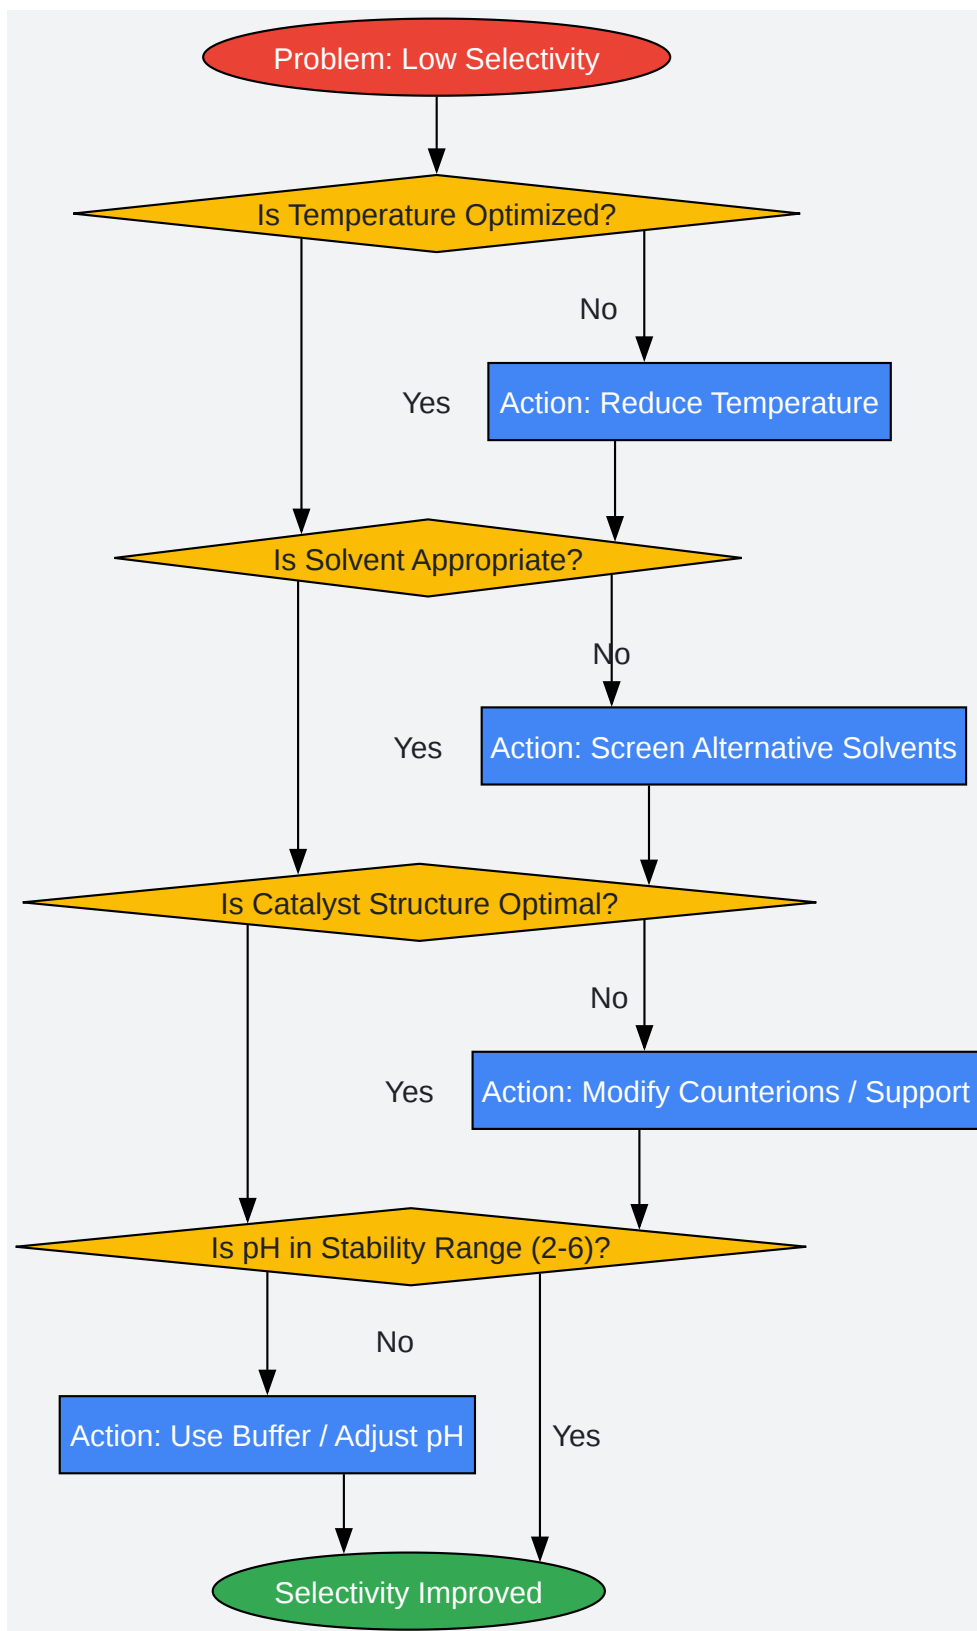 Problem: Low Selectivity
Is Temperature Optimized?
No
Yes
Action: Reduce Temperature
Is Solvent Appropriate?
No
Yes
Action: Screen Alternative Solvents
Is Catalyst Structure Optimal?
No
Yes
Action: Modify Counterions / Support
Is pH in Stability Range (2-6)?
No
Action: Use Buffer / Adjust pH
Yes
Selectivity Improved